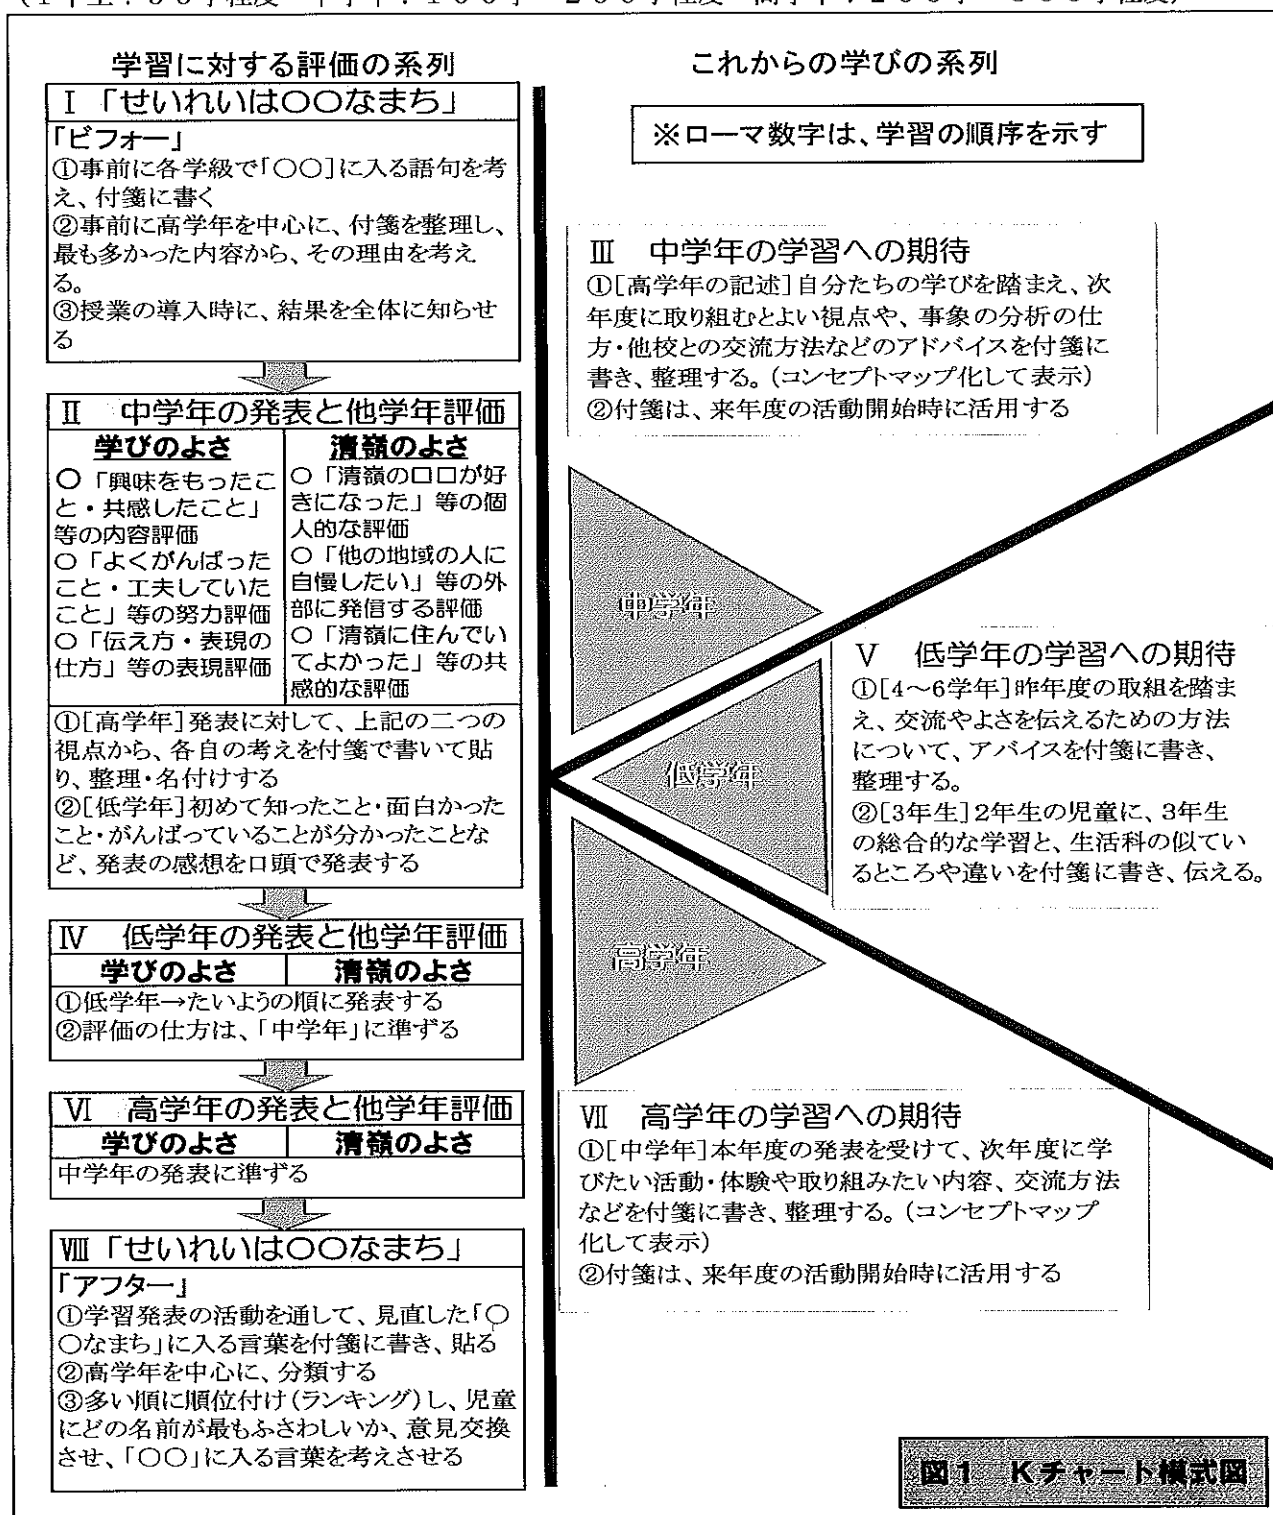 学習に対する評価の系列
Ⅰ 「せいれいは〇〇なまち」
「ビフォー」
①事前に各学級で「〇〇]に入る語句を考
え、付箋に書く
②事前に高学年を中心に、付箋を整理し、
最も多かった内容から、その理由を考え
る。
③授業の導入時に、結果を全体に知らせ
る
Ⅱ 中学年の発表と他学年評価
学びのよさ
〇「興味をもったこ
と・共感したこと」
等の内容評価
〇「よくがんばった
こと・工夫していた
こと」等の努力評価
〇「伝え方・表現の
仕方」等の表現評価
清嶺のよさ
〇「清嶺の口口が好
きになった」等の個
人的な評価
〇「他の地域の人に
自慢したい」等の外
部に発信する評価
〇「清嶺に住んでい
てよかった」等の共
感的な評価
①[高学年]発表に対して、上記の二つの
視点から、各自の考えを付箋で書いて貼
り、整理・名付けする
②[低学年]初めて知ったこと・面白かった
こと・がんばっていることが分かったことな
ど、発表の感想を口頭で発表する
Ⅳ 低学年の発表と他学年評価
学びのよさ 清嶺のよさ
①低学年→たいようの順に発表する
②評価の仕方は、「中学年」に準ずる
Ⅵ 高学年の発表と他学年評価
学びのよさ 清嶺のよさ
中学年の発表に準ずる
Ⅷ「せいれいは〇〇なまち」
「アフター」
①学習発表の活動を通して、見直した「〇
〇なまち」に入る言葉を付箋に書き、貼る
②高学年を中心に、分類する
③多い順に順位付け(ランキング)し、児童
にどの名前が最もふさわしいか、意見交換
させ、「〇〇」に入る言葉を考えさせる
これからの学びの系列
※ローマ数字は、学習の順序を示す
Ⅲ 中学年の学習への期待
①[高学年の記述]自分たちの学びを踏まえ、次
年度に取り組むとよい視点や、事象の分析の仕
方・他校との交流方法などのアドバイスを付箋に
書き、整理する。(コンセプトマップ化して表示)
②付箋は、来年度の活動開始時に活用する
中学年
Ⅴ 低学年の学習への期待
①[4～6学年]昨年度の取組を踏ま
え、交流やよさを伝えるための方法
について、アバイスを付箋に書き、
整理する。
②[3年生]2年生の児童に、3年生
の総合的な学習と、生活科の似てい
るところや違いを付箋に書き、伝える。
低学年
高学年
Ⅶ 高学年の学習への期待
①[中学年]本年度の発表を受けて、次年度に学
びたい活動・体験や取り組みたい内容、交流方法
などを付箋に書き、整理する。(コンセプトマップ
化して表示)
②付箋は、来年度の活動開始時に活用する
図1 Kチャート模式図